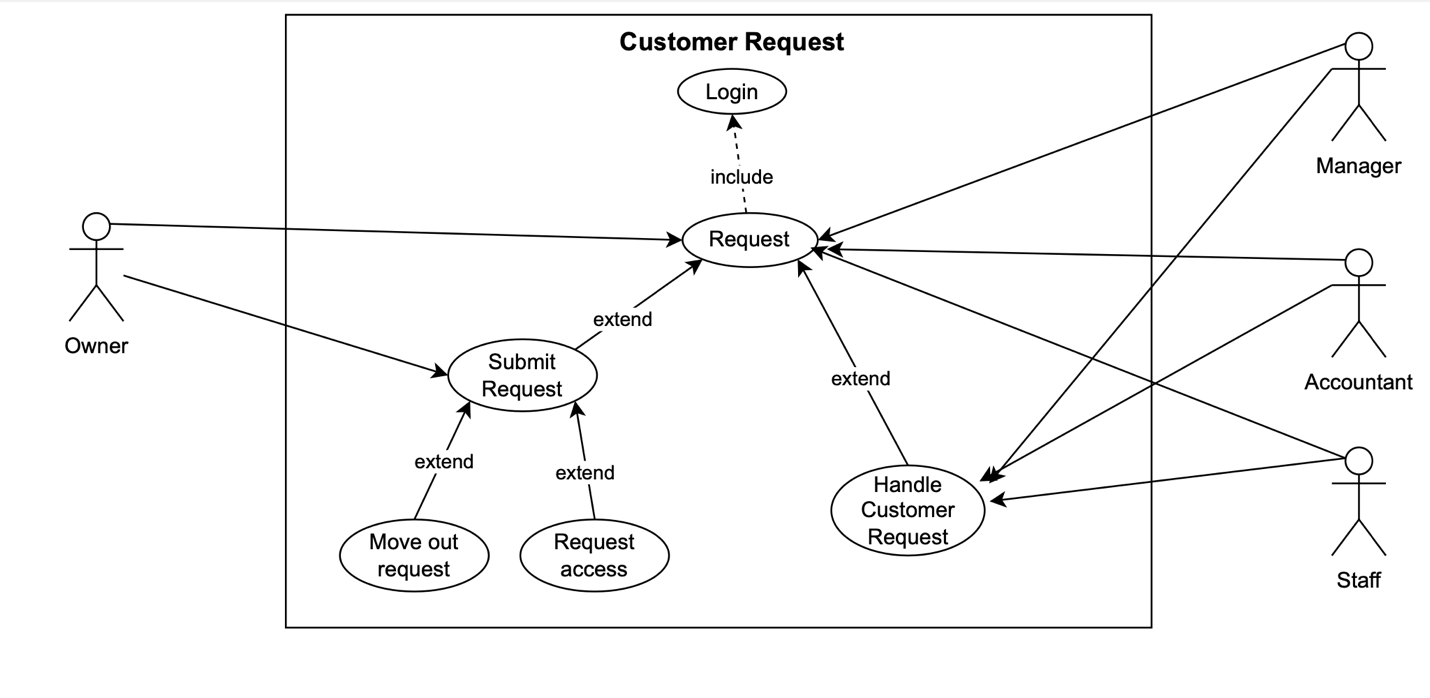 Customer Request
Login
include
Manager
Request
Owner
extend
Submit
Request
extend
Accountant
extend
extend
Handle
Customer
Request
Move out
request
Request
access
Staff